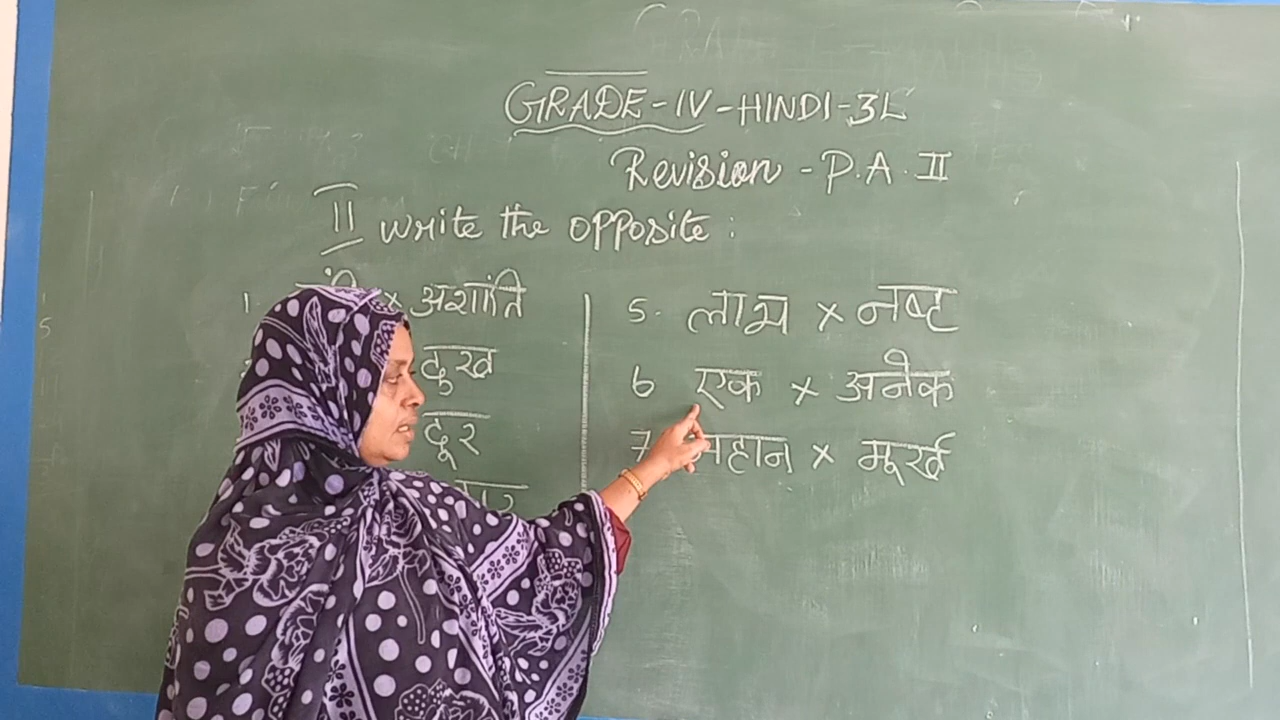 GRADE-IV-HINDI-3L
Revision - P.A. II
II Write the opposite:
1. × अशांति
दुख
दूर
5. लाभ × नष्ट
6 एक × अनेक
7. महान × मूर्ख